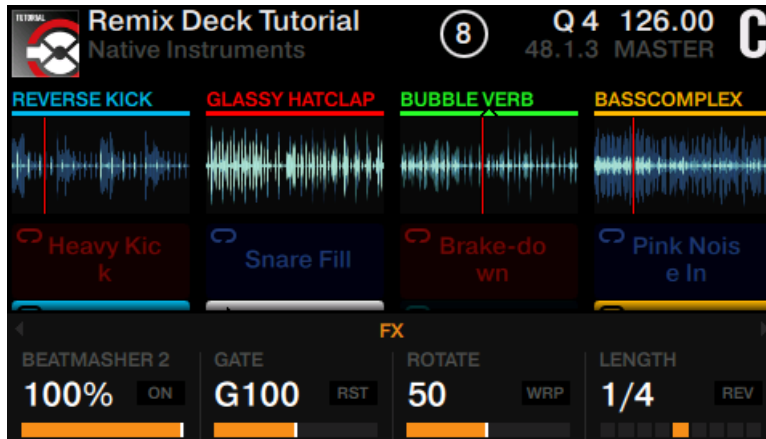 TUTORIAL
Remix Deck Tutorial
Native Instruments
8
Q 4 126.00
48.1.3 MASTER
C
REVERSE KICK GLASSY HATCLAP BUBBLE VERB BASSCOMPLEX
Heavy Kic
k
Snare Fill
Brake-do
wn
Pink Nois
e In
FX
BEATMASHER 2 GATE ROTATE LENGTH
100% ON G100 RST 50 WRP 1/4 REV